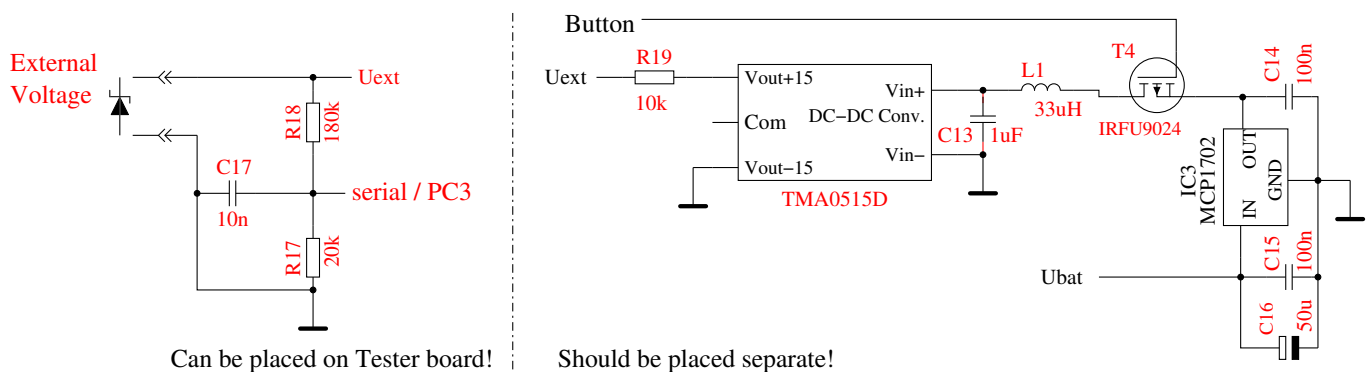 External
Voltage
Uext
R18
180k
C17
10n
serial / PC3
R17
20k
Can be placed on Tester board!
Button
Uext
R19
10k
Vout+15
Com
Vout−15
Vin+
DC−DC Conv.
Vin−
TMA0515D
C13
1uF
L1
33uH
T4
IRFU9024
C14
100n
IC3
MCP1702
OUT
GND
IN
Ubat
C15
100n
C16
50u
Should be placed separate!